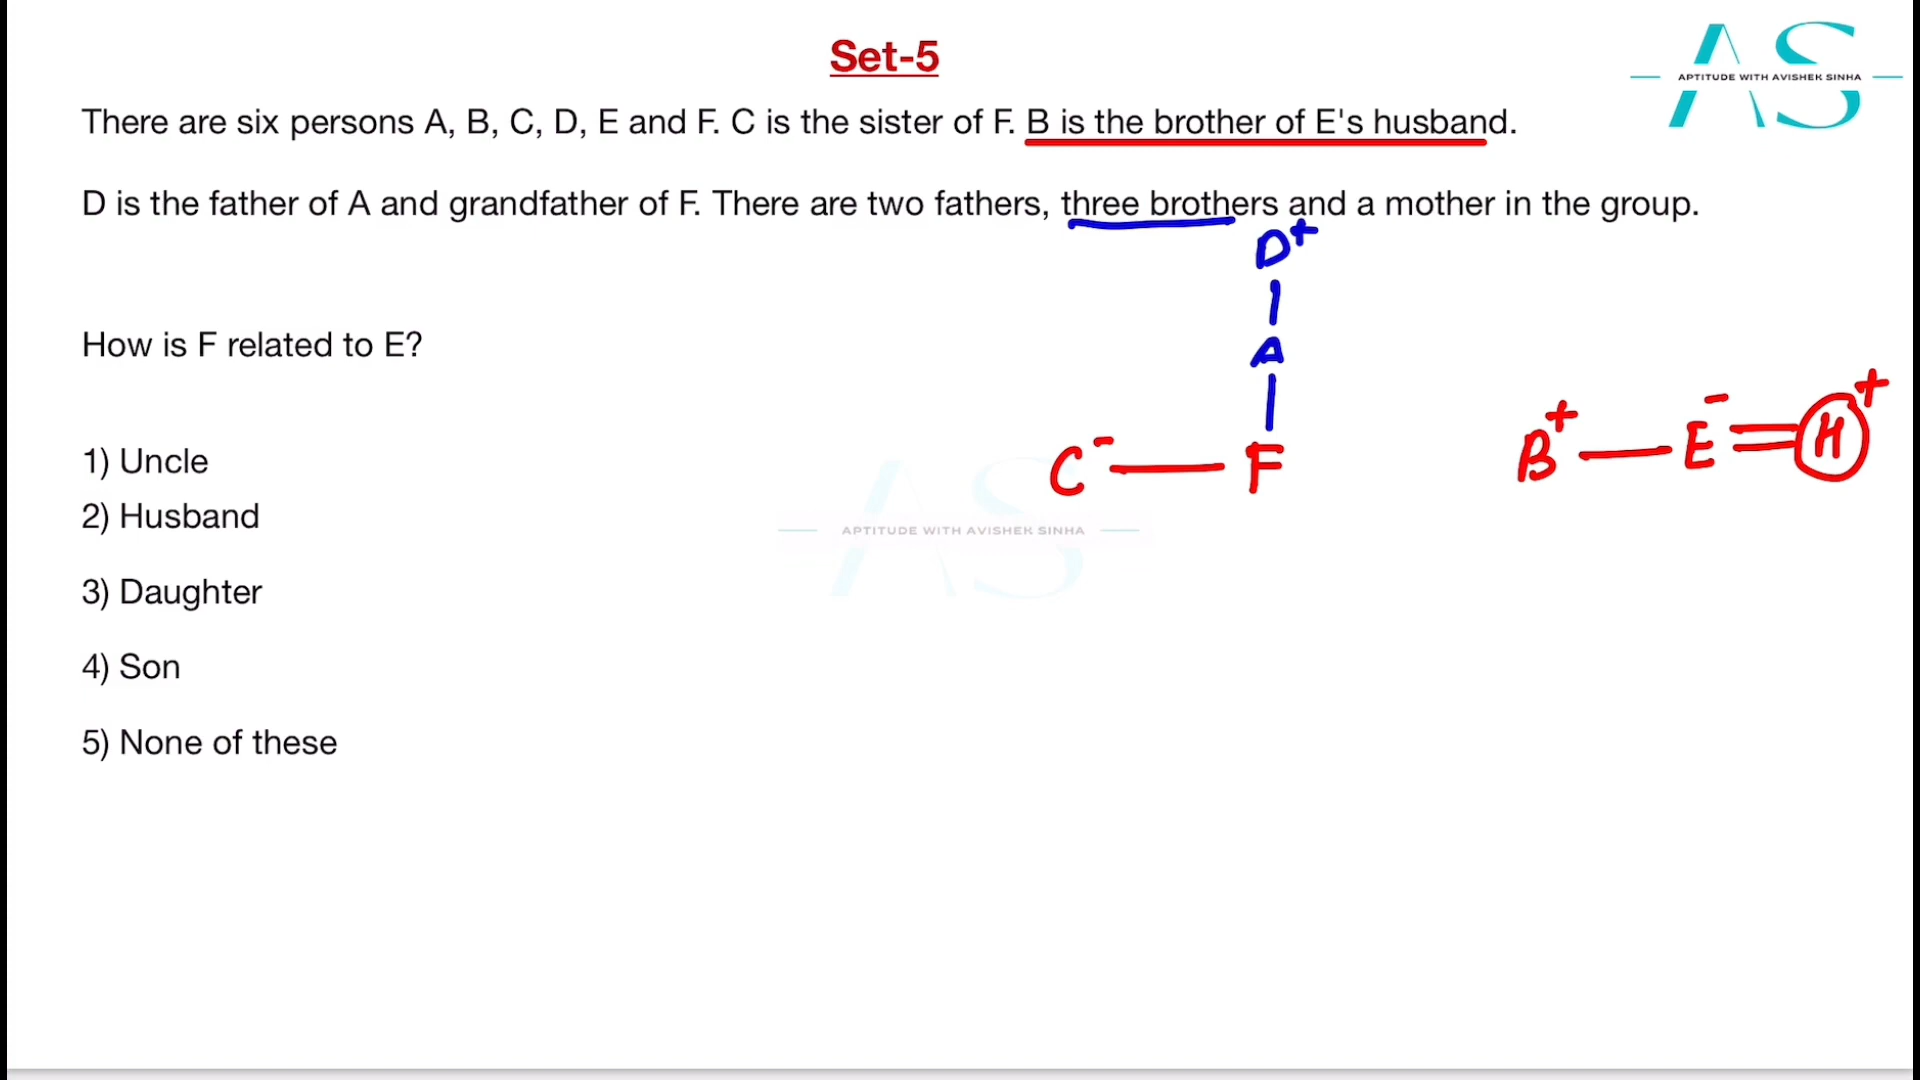 Set-5
AS
APTITUDE WITH AVISHEK SINHA
There are six persons A, B, C, D, E and F. C is the sister of F. B is the brother of E's husband.
D is the father of A and grandfather of F. There are two fathers, three brothers and a mother in the group.
D+
A
How is F related to E?
B+ E- = H+
C- F
1) Uncle
2) Husband
AS
APTITUDE WITH AVISHEK SINHA
3) Daughter
4) Son
5) None of these